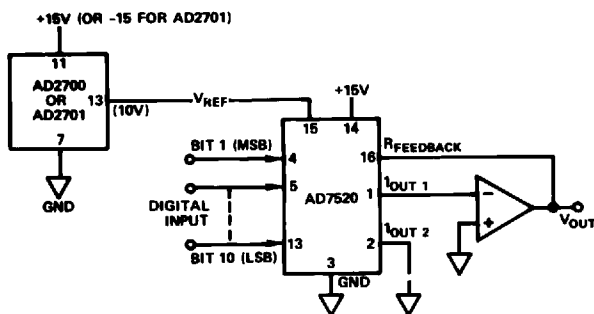 +15V (OR -15 FOR AD2701)
11
AD2700
OR
AD2701
13
(10V)
7
GND
VREF
+15V
15
14
BIT 1 (MSB)
4
5
DIGITAL
INPUT
BIT 10 (LSB)
13
AD7520
16
RFEEDBACK
1
IOUT 1
2
IOUT 2
3
GND
−
+
VOUT